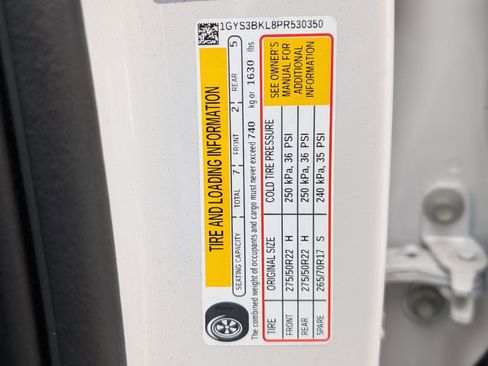 1GYS3BKL8PR530350
TIRE AND LOADING INFORMATION
SEATING CAPACITY TOTAL 7 FRONT 2 REAR 5
The combined weight of occupants and cargo must never exceed 740 kg or 1630 lbs
TIRE ORIGINAL SIZE COLD TIRE PRESSURE
FRONT 275/50R22 H 250 kPa, 36 PSI
REAR 275/50R22 H 250 kPa, 36 PSI
SPARE 265/70R17 S 240 kPa, 35 PSI
SEE OWNER'S
MANUAL FOR
ADDITIONAL
INFORMATION